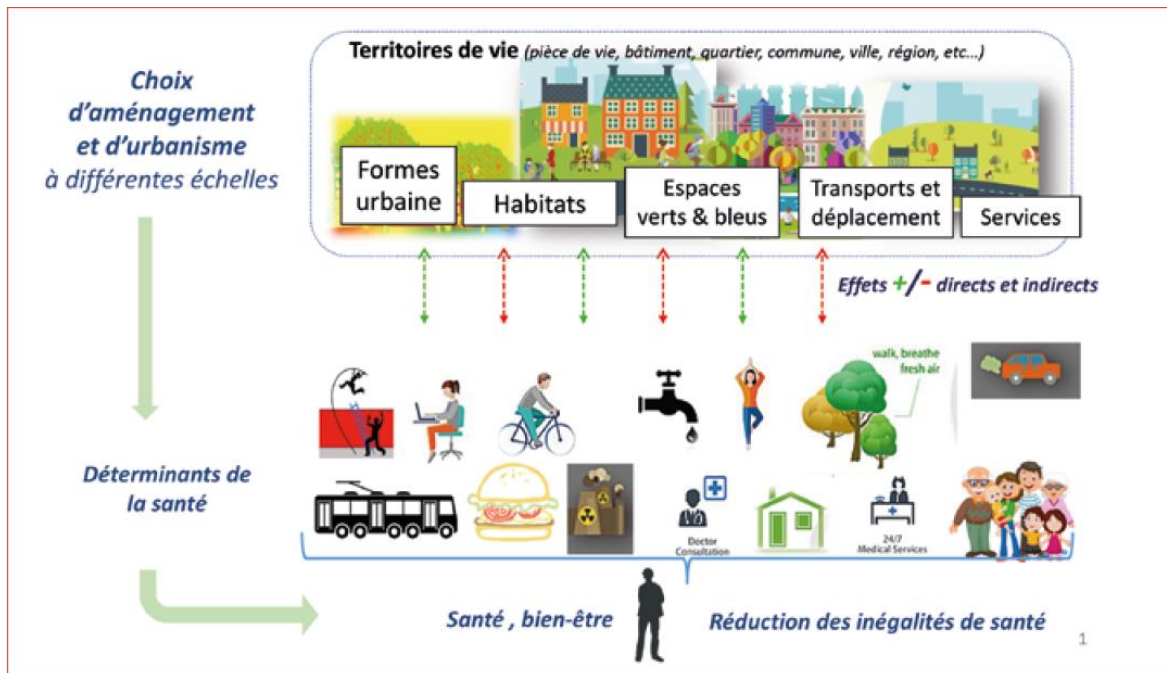 Territoires de vie (pièce de vie, bâtiment, quartier, commune, ville, région, etc...)
Choix
d'aménagement
et d'urbanisme
à différentes échelles
Formes
urbaine
Habitats
Espaces
verts & bleus
Transports et
déplacement
Services
Effets +/- directs et indirects
walk, breathe
fresh air
Déterminants de
la santé
Doctor
Consultation
24/7
Medical Services
Santé , bien-être
Réduction des inégalités de santé
1